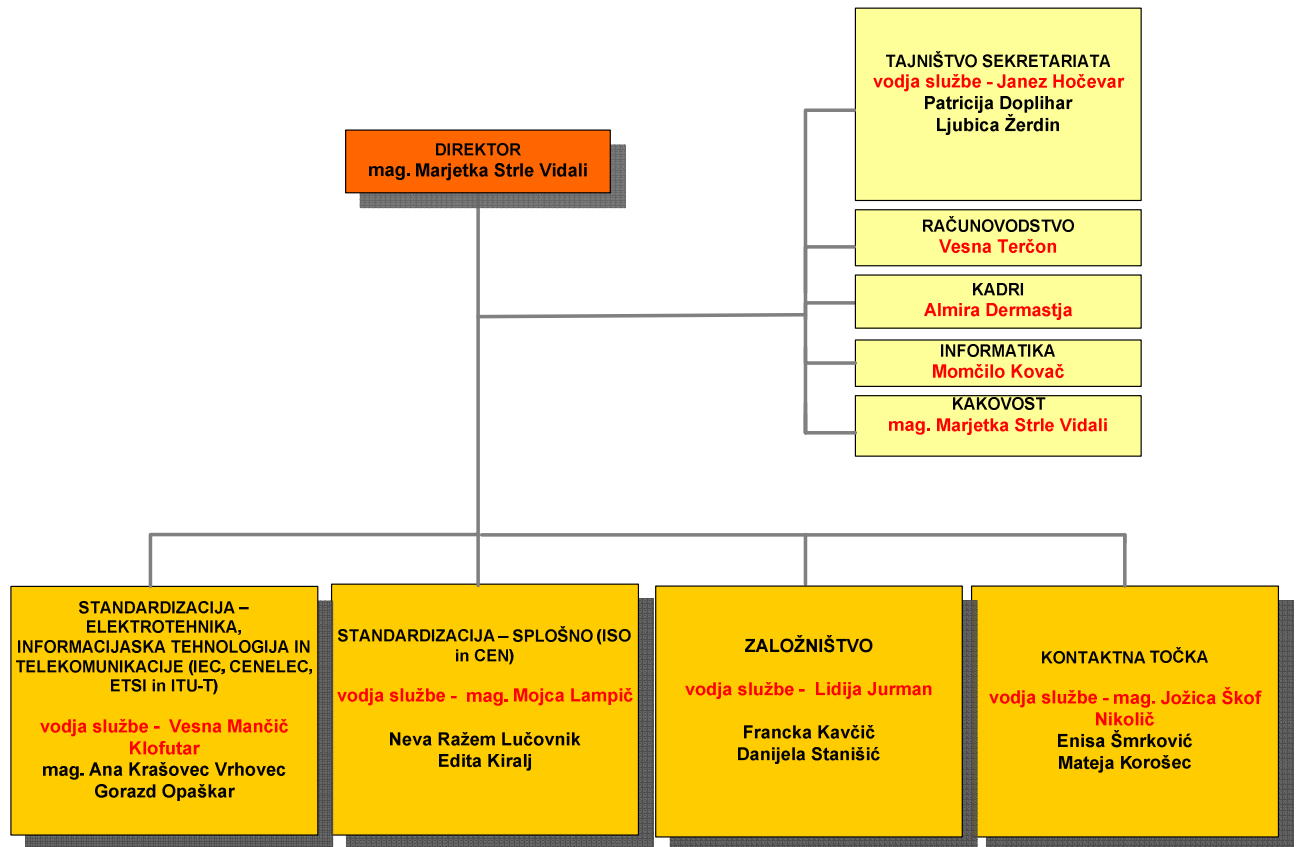 DIREKTOR
mag. Marjetka Strle Vidali
TAJNIŠTVO SEKRETARIATA
vodja službe - Janez Hočevar
Patricija Doplihar
Ljubica Žerdin
RAČUNOVODSTVO
Vesna Terčon
KADRI
Almira Dermastja
INFORMATIKA
Momčilo Kovač
KAKOVOST
mag. Marjetka Strle Vidali
STANDARDIZACIJA –
ELEKTROTEHNIKA,
INFORMACIJASKA TEHNOLOGIJA IN
TELEKOMUNIKACIJE (IEC, CENELEC,
ETSI in ITU-T)
vodja službe - Vesna Mančič
Klofutar
mag. Ana Krašovec Vrhovec
Gorazd Opaškar
STANDARDIZACIJA – SPLOŠNO (ISO
in CEN)
vodja službe - mag. Mojca Lampič
Neva Ražem Lučovnik
Edita Kiralj
ZALOŽNIŠTVO
vodja službe - Lidija Jurman
Francka Kavčič
Danijela Stanišić
KONTAKTNA TOČKA
vodja službe - mag. Jožica Škof
Nikolič
Enisa Šmrković
Mateja Korošec